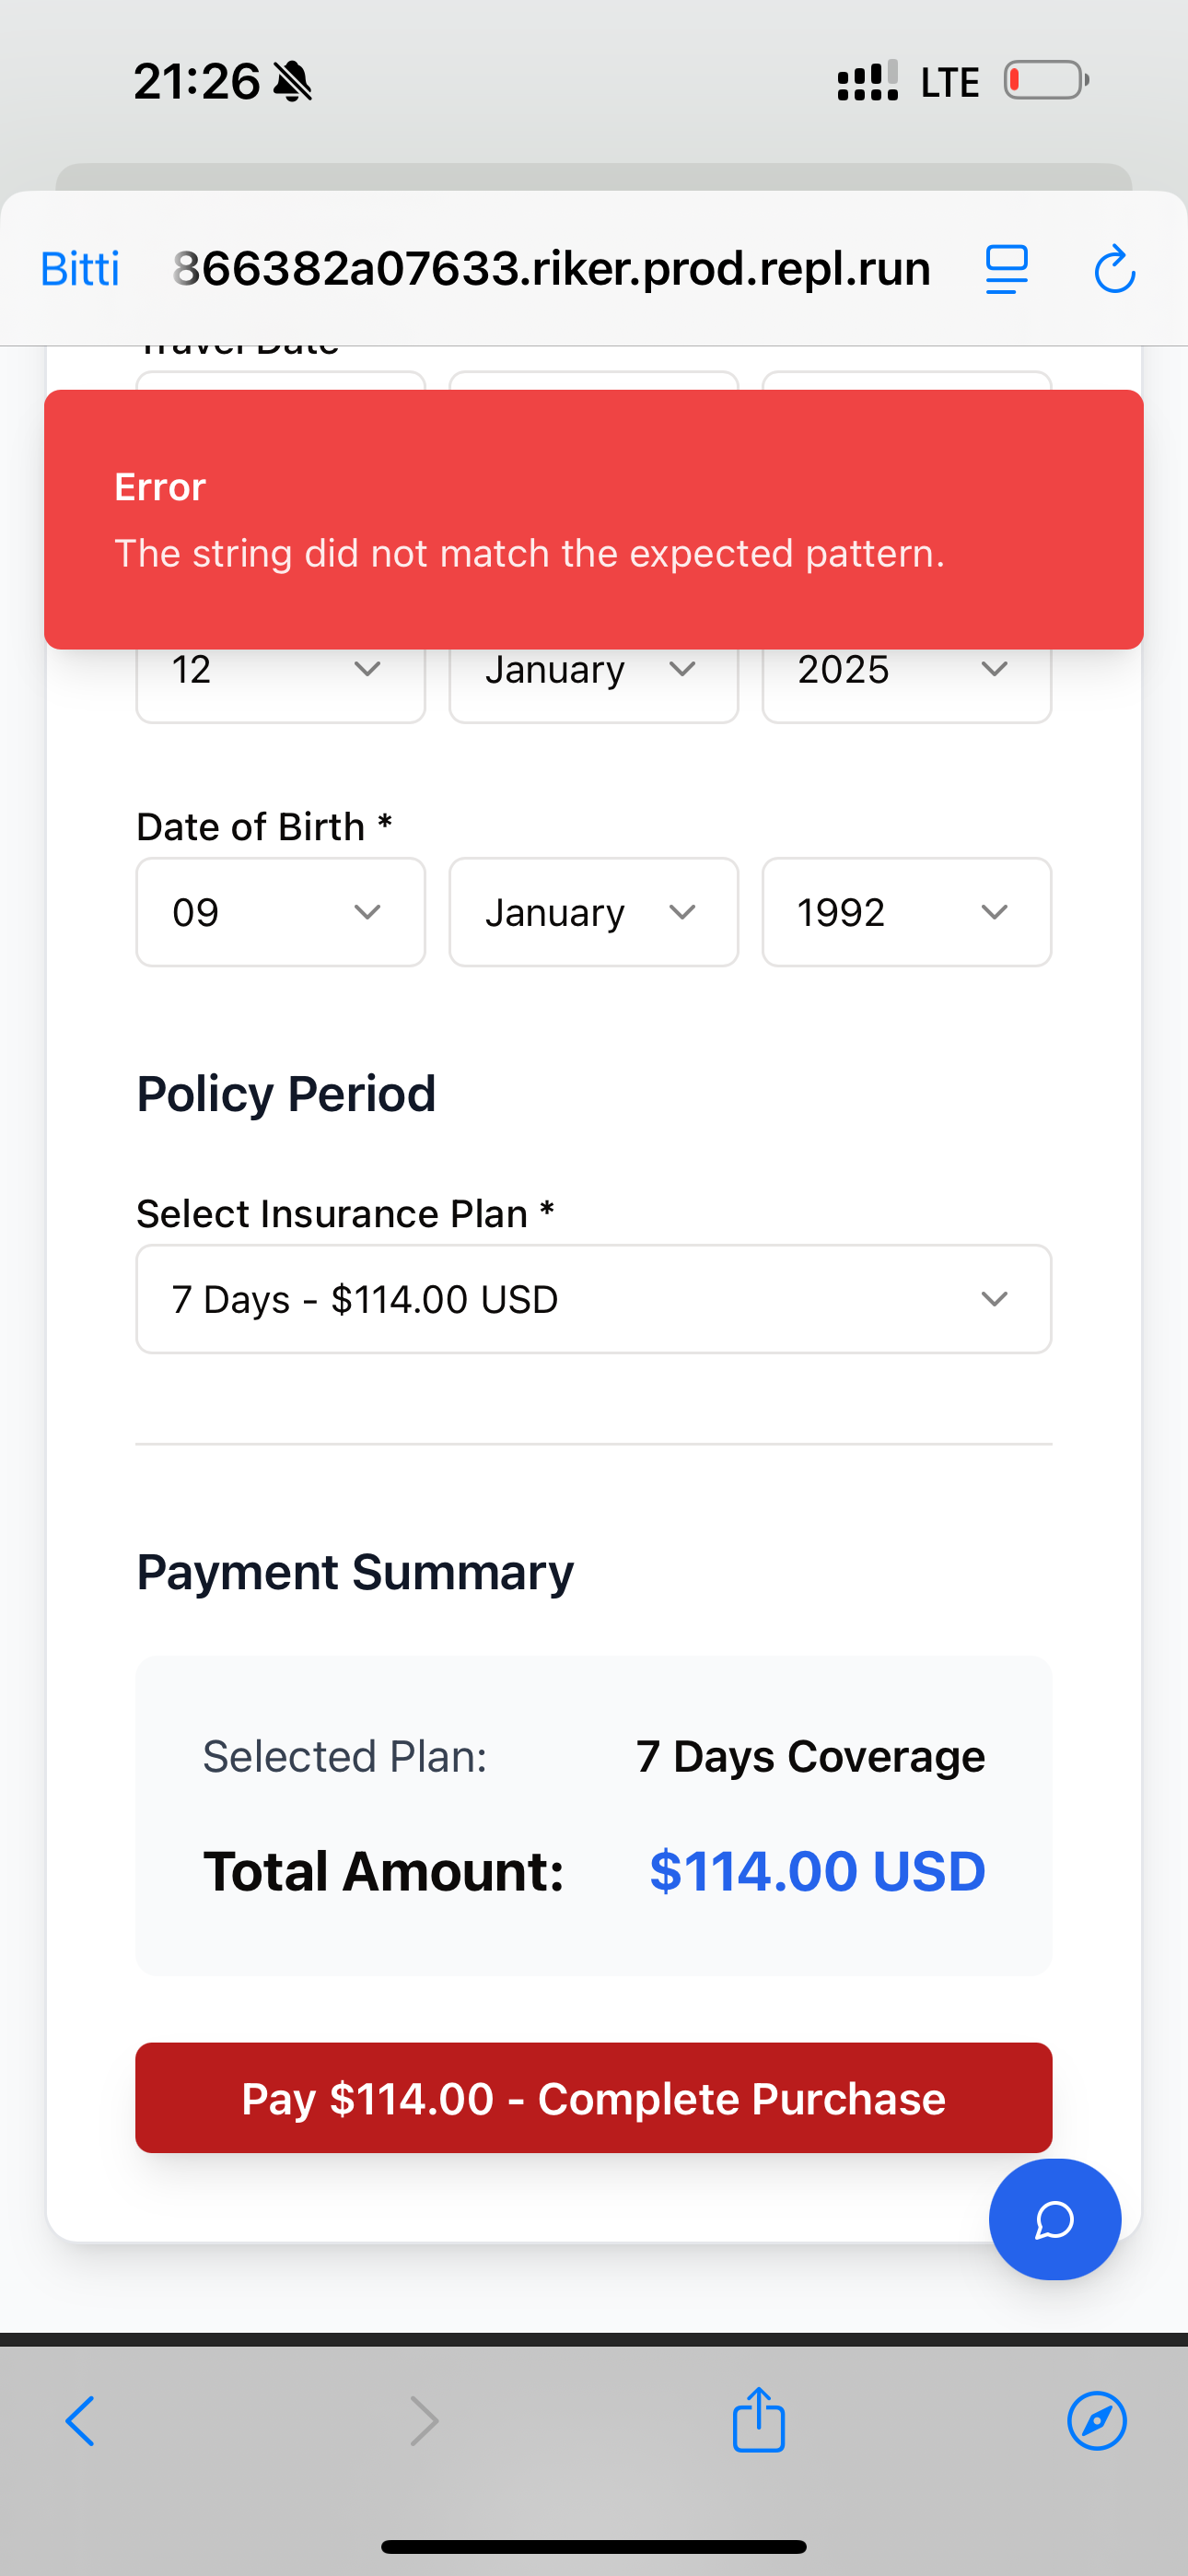 21:26
LTE
Bitti
866382a07633.riker.prod.repl.run
Travel Date
Error
The string did not match the expected pattern.
12
January
2025
Date of Birth *
09
January
1992
Policy Period
Select Insurance Plan *
7 Days - $114.00 USD
Payment Summary
Selected Plan: 7 Days Coverage
Total Amount: $114.00 USD
Pay $114.00 - Complete Purchase